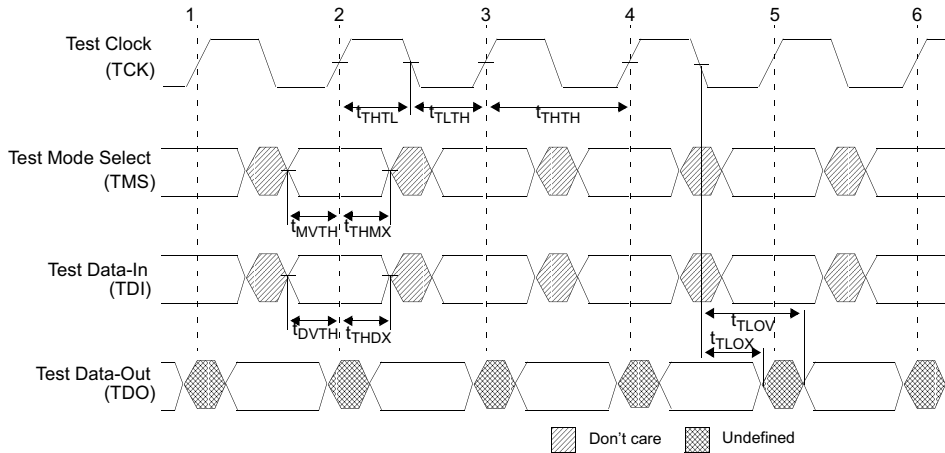 1 2 3 4 5 6
Test Clock
(TCK)
tTHTL tTLTH tTHTH
Test Mode Select
(TMS)
tMVTH tTHMX
Test Data-In
(TDI)
tDVTH tTHDX
tTLOV
tTLOX
Test Data-Out
(TDO)
Don't care Undefined